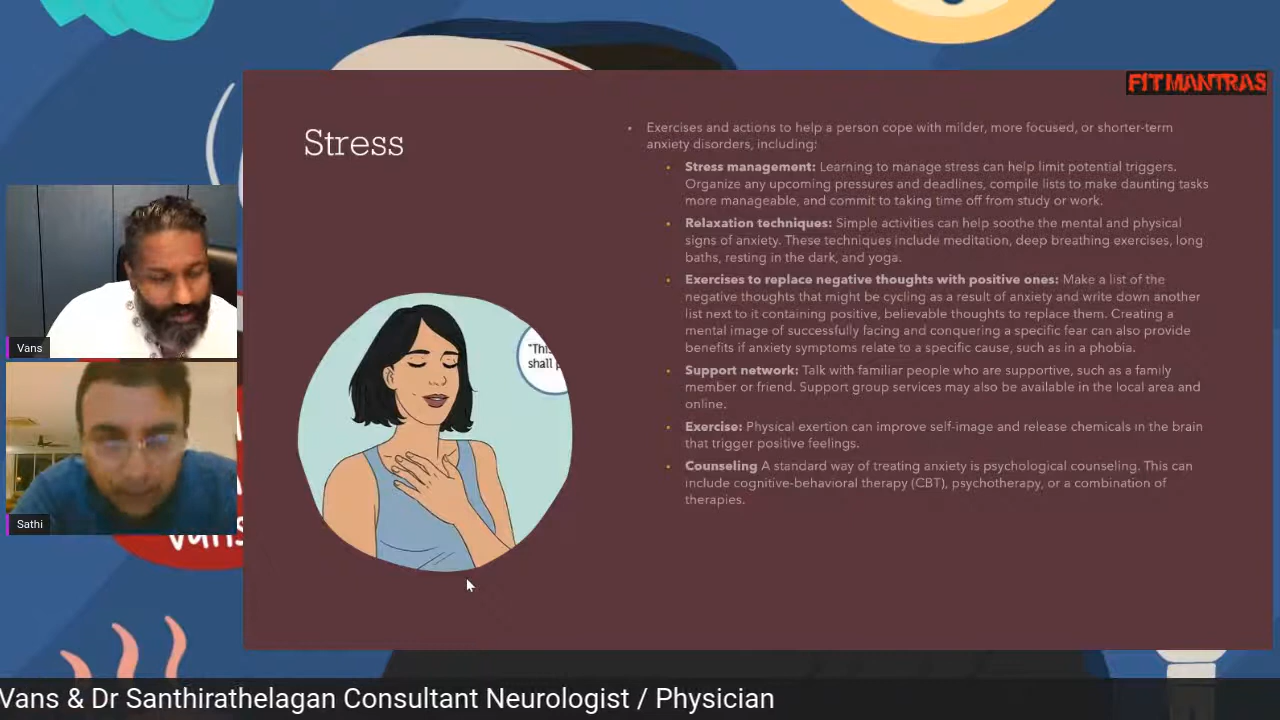 FITMANTRAS
Stress
Exercises and actions to help a person cope with milder, more focused, or shorter-term
anxiety disorders, including:
Stress management: Learning to manage stress can help limit potential triggers.
Organize any upcoming pressures and deadlines, compile lists to make daunting tasks
more manageable, and commit to taking time off from study or work.
Relaxation techniques: Simple activities can help soothe the mental and physical
signs of anxiety. These techniques include meditation, deep breathing exercises, long
baths, resting in the dark, and yoga.
Exercises to replace negative thoughts with positive ones: Make a list of the
negative thoughts that might be cycling as a result of anxiety and write down another
list next to it containing positive, believable thoughts to replace them. Creating a
mental image of successfully facing and conquering a specific fear can also provide
benefits if anxiety symptoms relate to a specific cause, such as in a phobia.
Support network: Talk with familiar people who are supportive, such as a family
member or friend. Support group services may also be available in the local area and
online.
Exercise: Physical exertion can improve self-image and release chemicals in the brain
that trigger positive feelings.
Counseling A standard way of treating anxiety is psychological counseling. This can
include cognitive-behavioral therapy (CBT), psychotherapy, or a combination of
therapies.
"This
shall
Vans
Sathi
Vans
Vans & Dr Santhirathelagan Consultant Neurologist / Physician